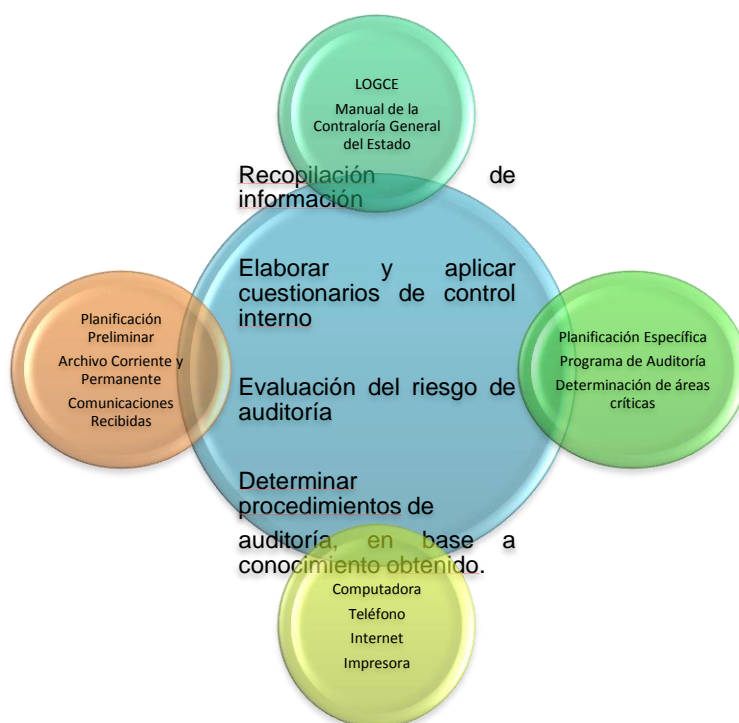 LOGCE
Manual de la
Contraloría General
del Estado
Recopilación de
información
Elaborar y aplicar
cuestionarios de control
interno
Planificación
Preliminar
Archivo Corriente y
Permanente
Comunicaciones
Recibidas
Planificación Específica
Programa de Auditoría
Determinación de áreas
críticas
Evaluación del riesgo de
auditoría
Determinar
procedimientos de
auditoría, en base a
conocimiento obtenido.
Computadora
Teléfono
Internet
Impresora